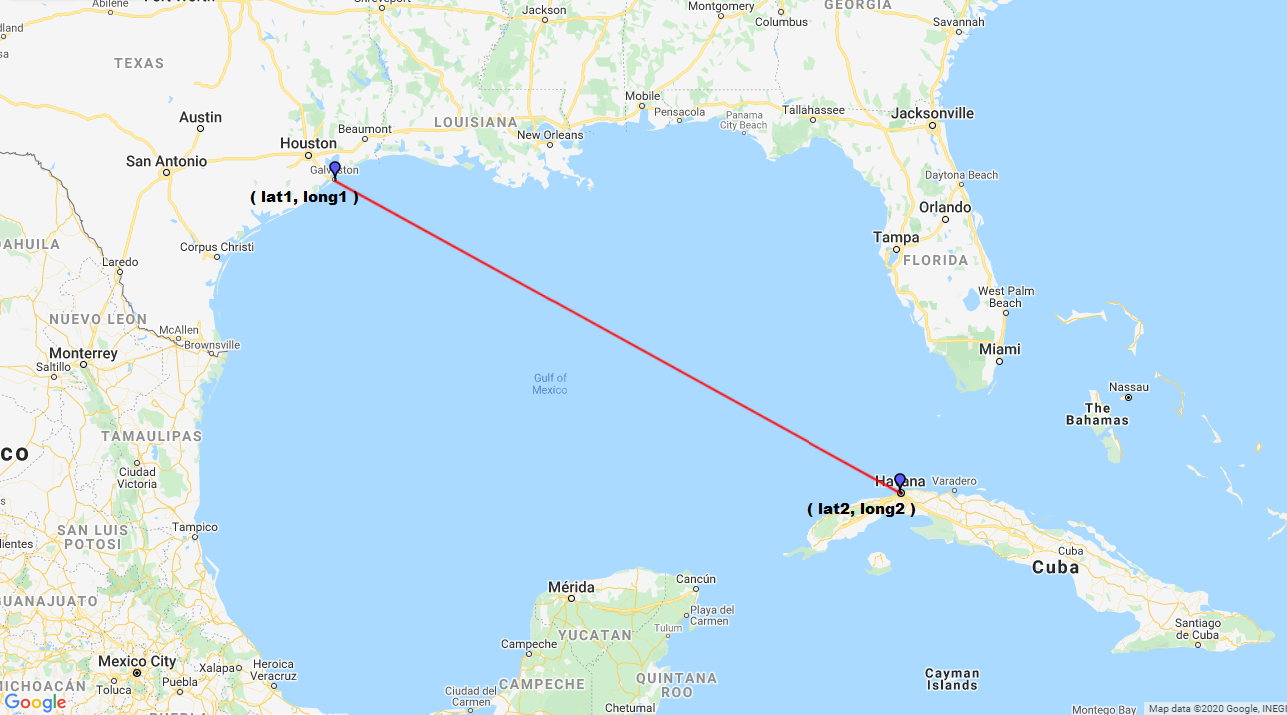 Abilene
Fort Worth
Shreveport
Jackson
Montgomery
Columbus
GEORGIA
Savannah
TEXAS
Mobile
Pensacola
Panama
City Beach
Tallahassee
Jacksonville
Austin
Beaumont
LOUISIANA
New Orleans
Houston
San Antonio
Galveston
Daytona Beach
( lat1, long1 )
Orlando
Tampa
FLORIDA
AHUILA
Corpus Christi
Laredo
West Palm
Beach
NUEVO LEON
McAllen
Brownsville
Monterrey
Saltillo
Miami
Gulf of
Mexico
Nassau
The
Bahamas
TAMAULIPAS
co
Ciudad
Victoria
Havana
Varadero
( lat2, long2 )
SAN LUIS
POTOSI
Tampico
lientes
Cuba
Cuba
Mérida
Cancún
GUANAJUATO
Playa del
Carmen
Tulum
YUCATAN
Santiago
de Cuba
Campeche
Mexico City
Xalapa
Heroica
Veracruz
Toluca
Puebla
MICHOACÁN
Ciudad del
Carmen
CAMPECHE
QUINTANA
ROO
Cayman
Islands
Chetumal
Google
PUEBLA
Montego Bay
Map data ©2020 Google, INEGI